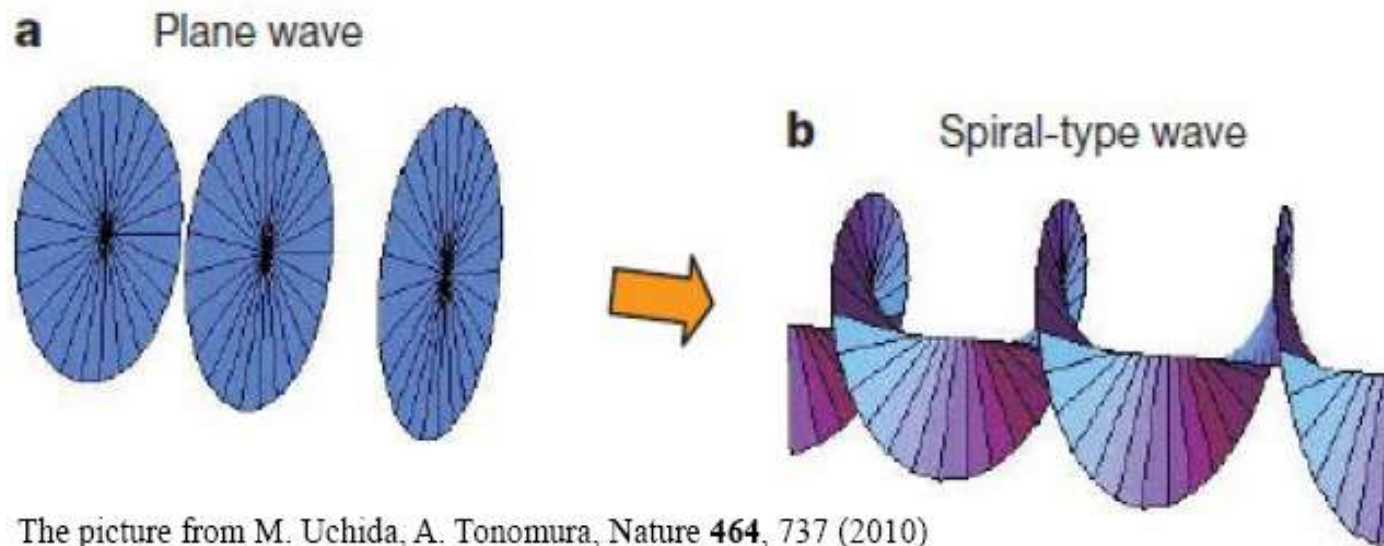 a Plane wave
b Spiral-type wave
The picture from M. Uchida, A. Tonomura, Nature 464, 737 (2010)